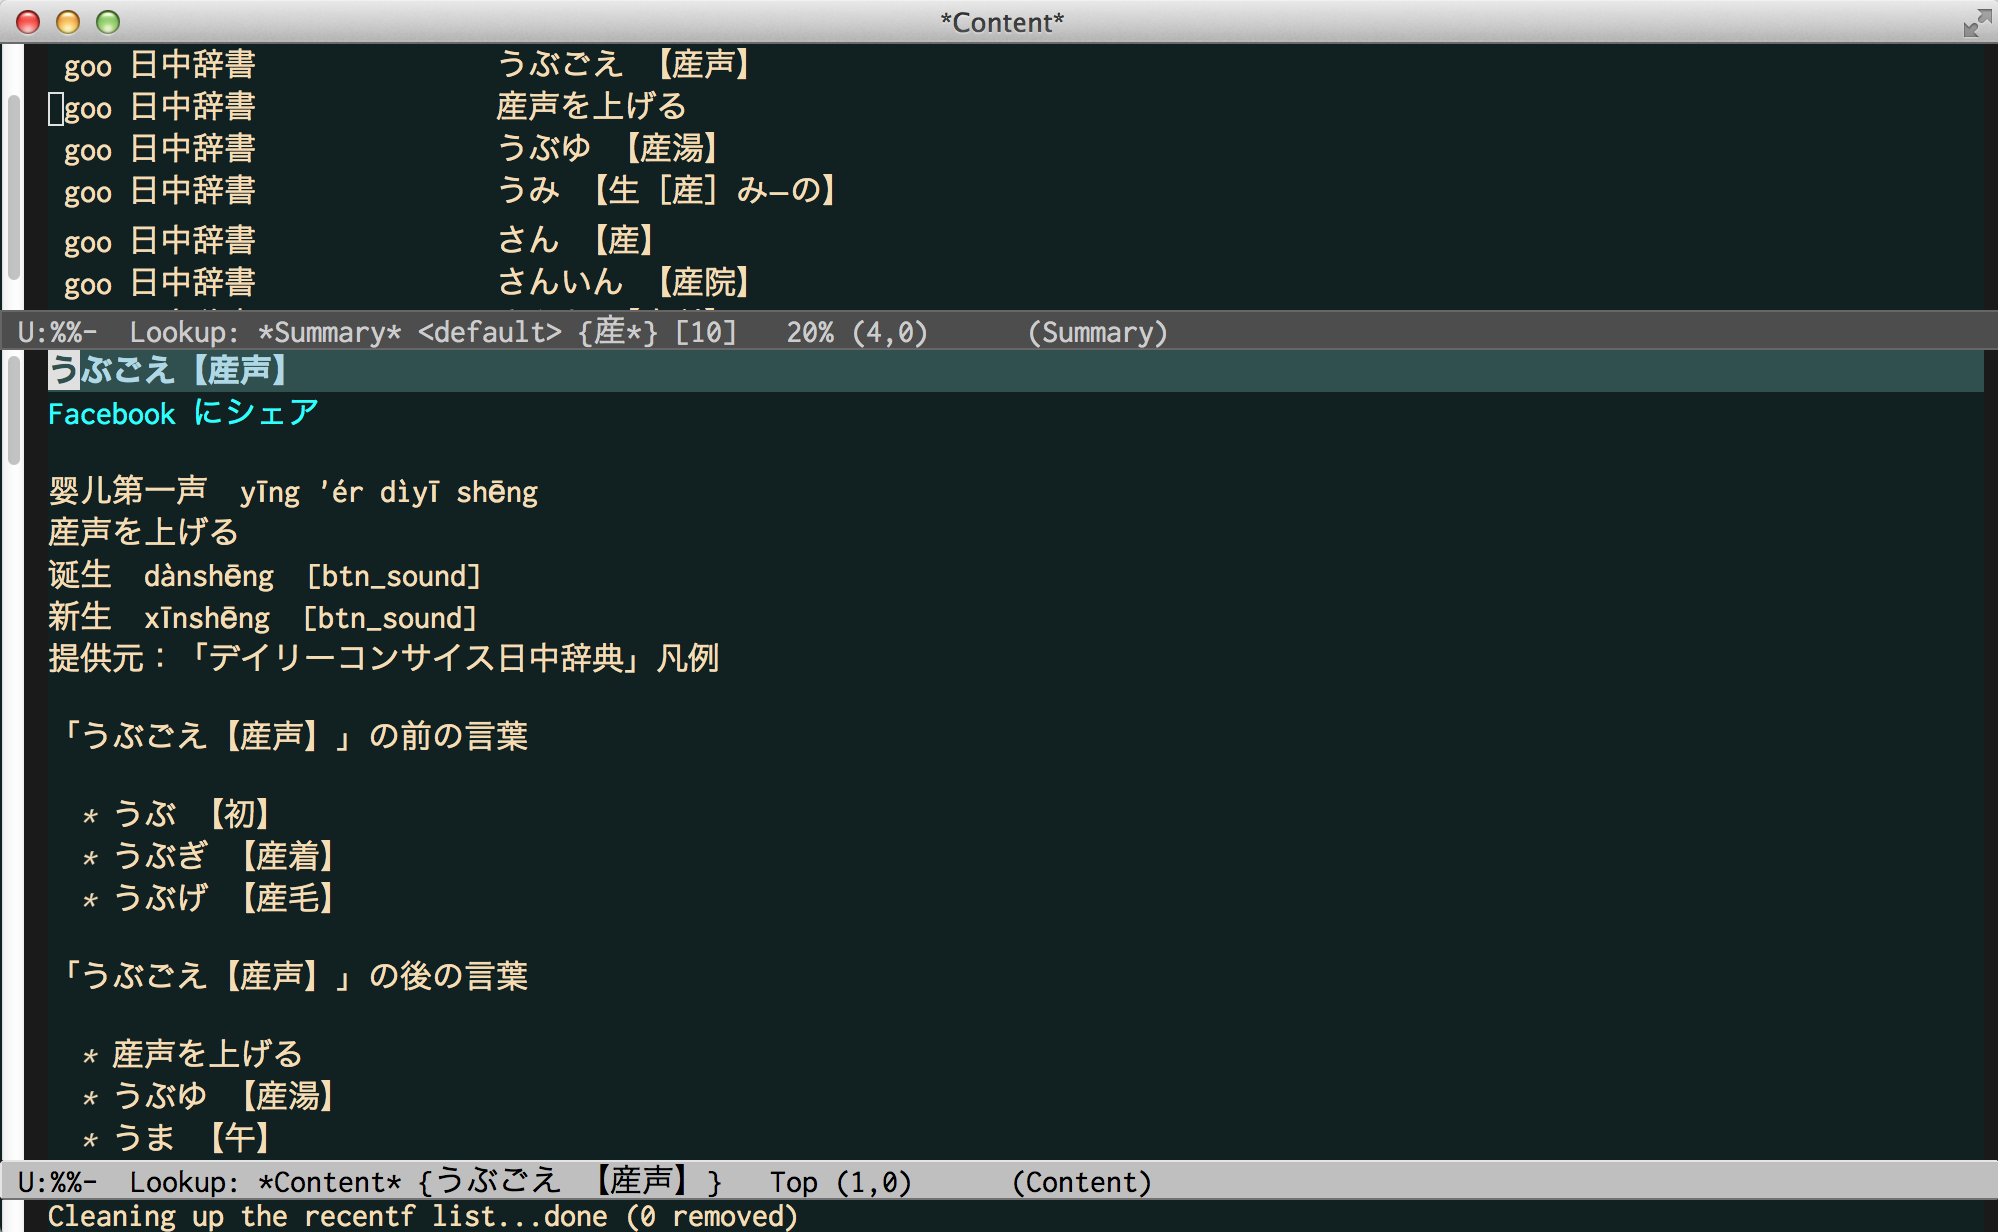 *Content*
goo 日中辞書 うぶごえ 【産声】
goo 日中辞書 産声を上げる
goo 日中辞書 うぶゆ 【産湯】
goo 日中辞書 うみ 【生［産］み—の】
goo 日中辞書 さん 【産】
goo 日中辞書 さんいん 【産院】
U:%%- Lookup: *Summary* <default> {産*} [10] 20% (4,0) (Summary)
うぶごえ【産声】
Facebook にシェア
婴儿第一声 yīng 'ér dìyī shēng
産声を上げる
诞生 dànshēng [btn_sound]
新生 xīnshēng [btn_sound]
提供元：「デイリーコンサイス日中辞典」凡例
「うぶごえ【産声】」の前の言葉
* うぶ 【初】
* うぶぎ 【産着】
* うぶげ 【産毛】
「うぶごえ【産声】」の後の言葉
* 産声を上げる
* うぶゆ 【産湯】
* うま 【午】
U:%%- Lookup: *Content* {うぶごえ 【産声】} Top (1,0) (Content)
Cleaning up the recentf list...done (0 removed)